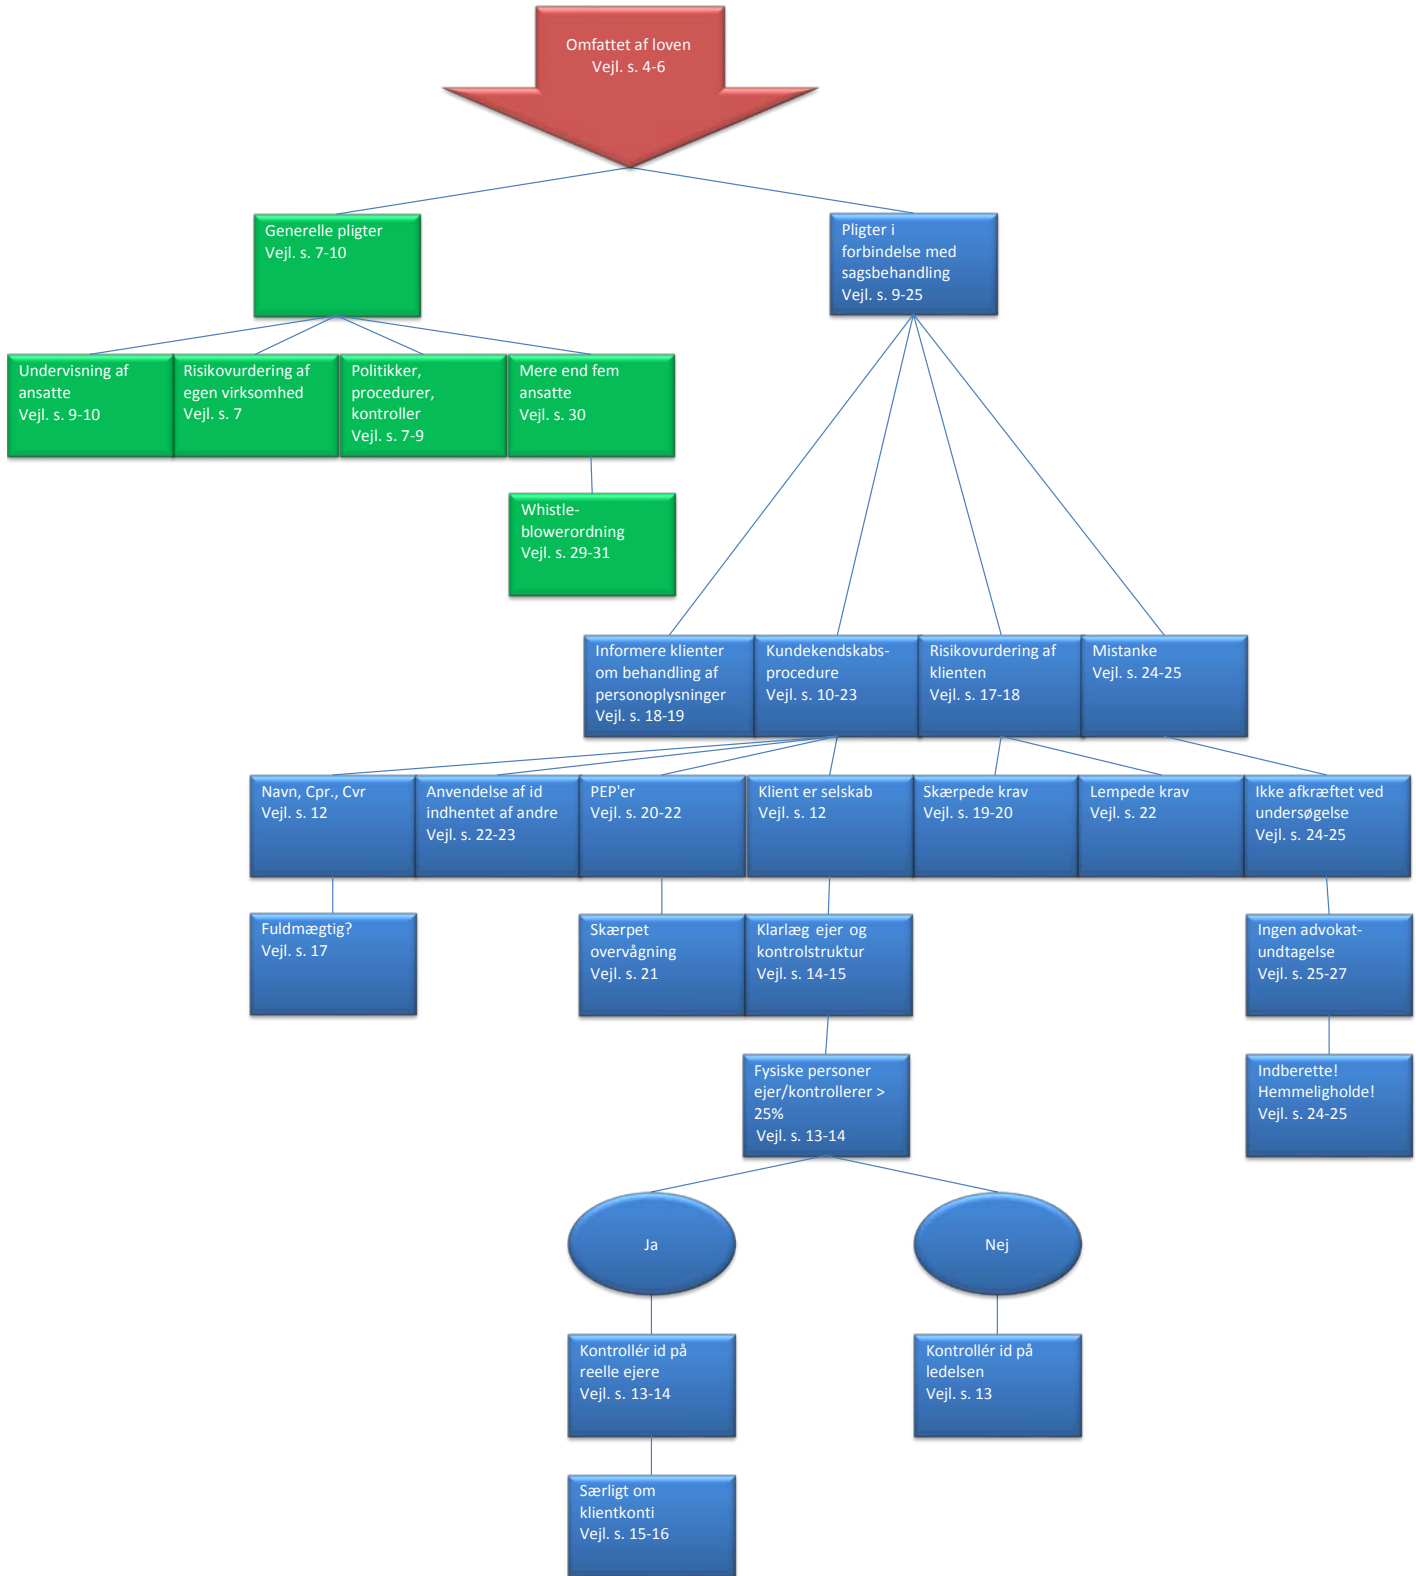 Omfattet af loven
Vejl. s. 4-6
Generelle pligter
Vejl. s. 7-10
Pligter i
forbindelse med
sagsbehandling
Vejl. s. 9-25
Undervisning af
ansatte
Vejl. s. 9-10
Risikovurdering af
egen virksomhed
Vejl. s. 7
Politikker,
procedurer,
kontroller
Vejl. s. 7-9
Mere end fem
ansatte
Vejl. s. 30
Whistle-
blowerordning
Vejl. s. 29-31
Informere klienter
om behandling af
personoplysninger
Vejl. s. 18-19
Kundekendskabs-
procedure
Vejl. s. 10-23
Risikovurdering af
klienten
Vejl. s. 17-18
Mistanke
Vejl. s. 24-25
Navn, Cpr., Cvr
Vejl. s. 12
Anvendelse af id
indhentet af andre
Vejl. s. 22-23
PEP'er
Vejl. s. 20-22
Klient er selskab
Vejl. s. 12
Skærpede krav
Vejl. s. 19-20
Lempede krav
Vejl. s. 22
Ikke afkræftet ved
undersøgelse
Vejl. s. 24-25
Fuldmægtig?
Vejl. s. 17
Skærpet
overvågning
Vejl. s. 21
Klarlæg ejer og
kontrolstruktur
Vejl. s. 14-15
Ingen advokat-
undtagelse
Vejl. s. 25-27
Fysiske personer
ejer/kontrollerer >
25%
Vejl. s. 13-14
Indberette!
Hemmeligholde!
Vejl. s. 24-25
Ja
Nej
Kontrollér id på
reelle ejere
Vejl. s. 13-14
Kontrollér id på
ledelsen
Vejl. s. 13
Særligt om
klientkonti
Vejl. s. 15-16